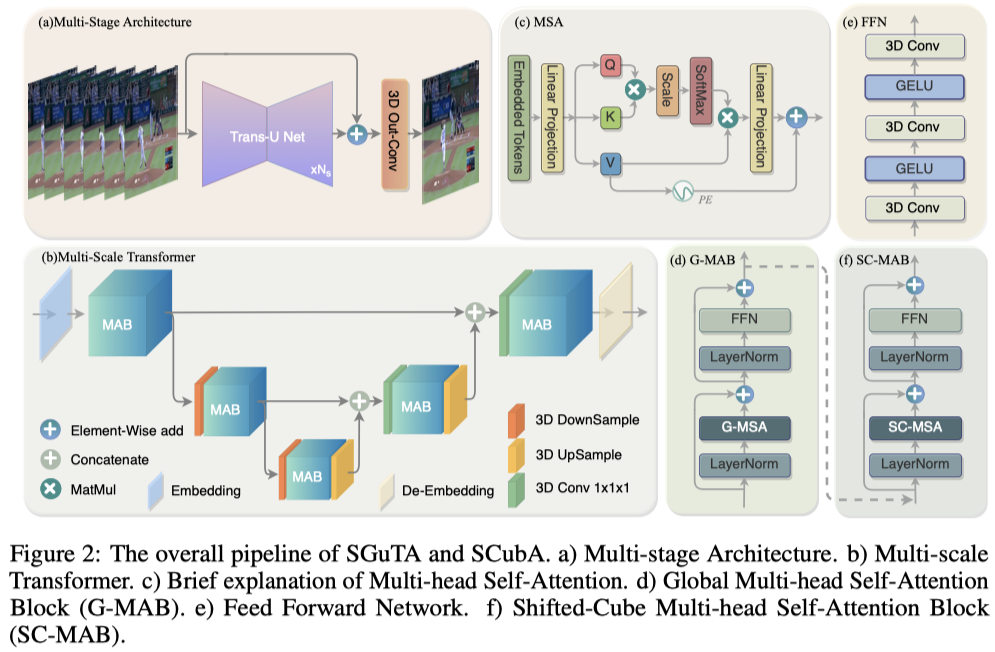 (a)Multi-Stage Architecture
Trans-U Net
xNs
3D Out-Conv
(c) MSA
Embedded Tokens
Linear Projection
Q
K
V
Scale
SoftMax
Linear Projection
PE
(e) FFN
3D Conv
GELU
3D Conv
GELU
3D Conv
(b)Multi-Scale Transformer
MAB
MAB
MAB
MAB
MAB
Element-Wise add
Concatenate
MatMul
Embedding
De-Embedding
3D DownSample
3D UpSample
3D Conv 1x1x1
(d) G-MAB
FFN
LayerNorm
G-MSA
LayerNorm
(f) SC-MAB
FFN
LayerNorm
SC-MSA
LayerNorm
Figure 2: The overall pipeline of SGuTA and SCubA. a) Multi-stage Architecture. b) Multi-scale
Transformer. c) Brief explanation of Multi-head Self-Attention. d) Global Multi-head Self-Attention
Block (G-MAB). e) Feed Forward Network. f) Shifted-Cube Multi-head Self-Attention Block
(SC-MAB).